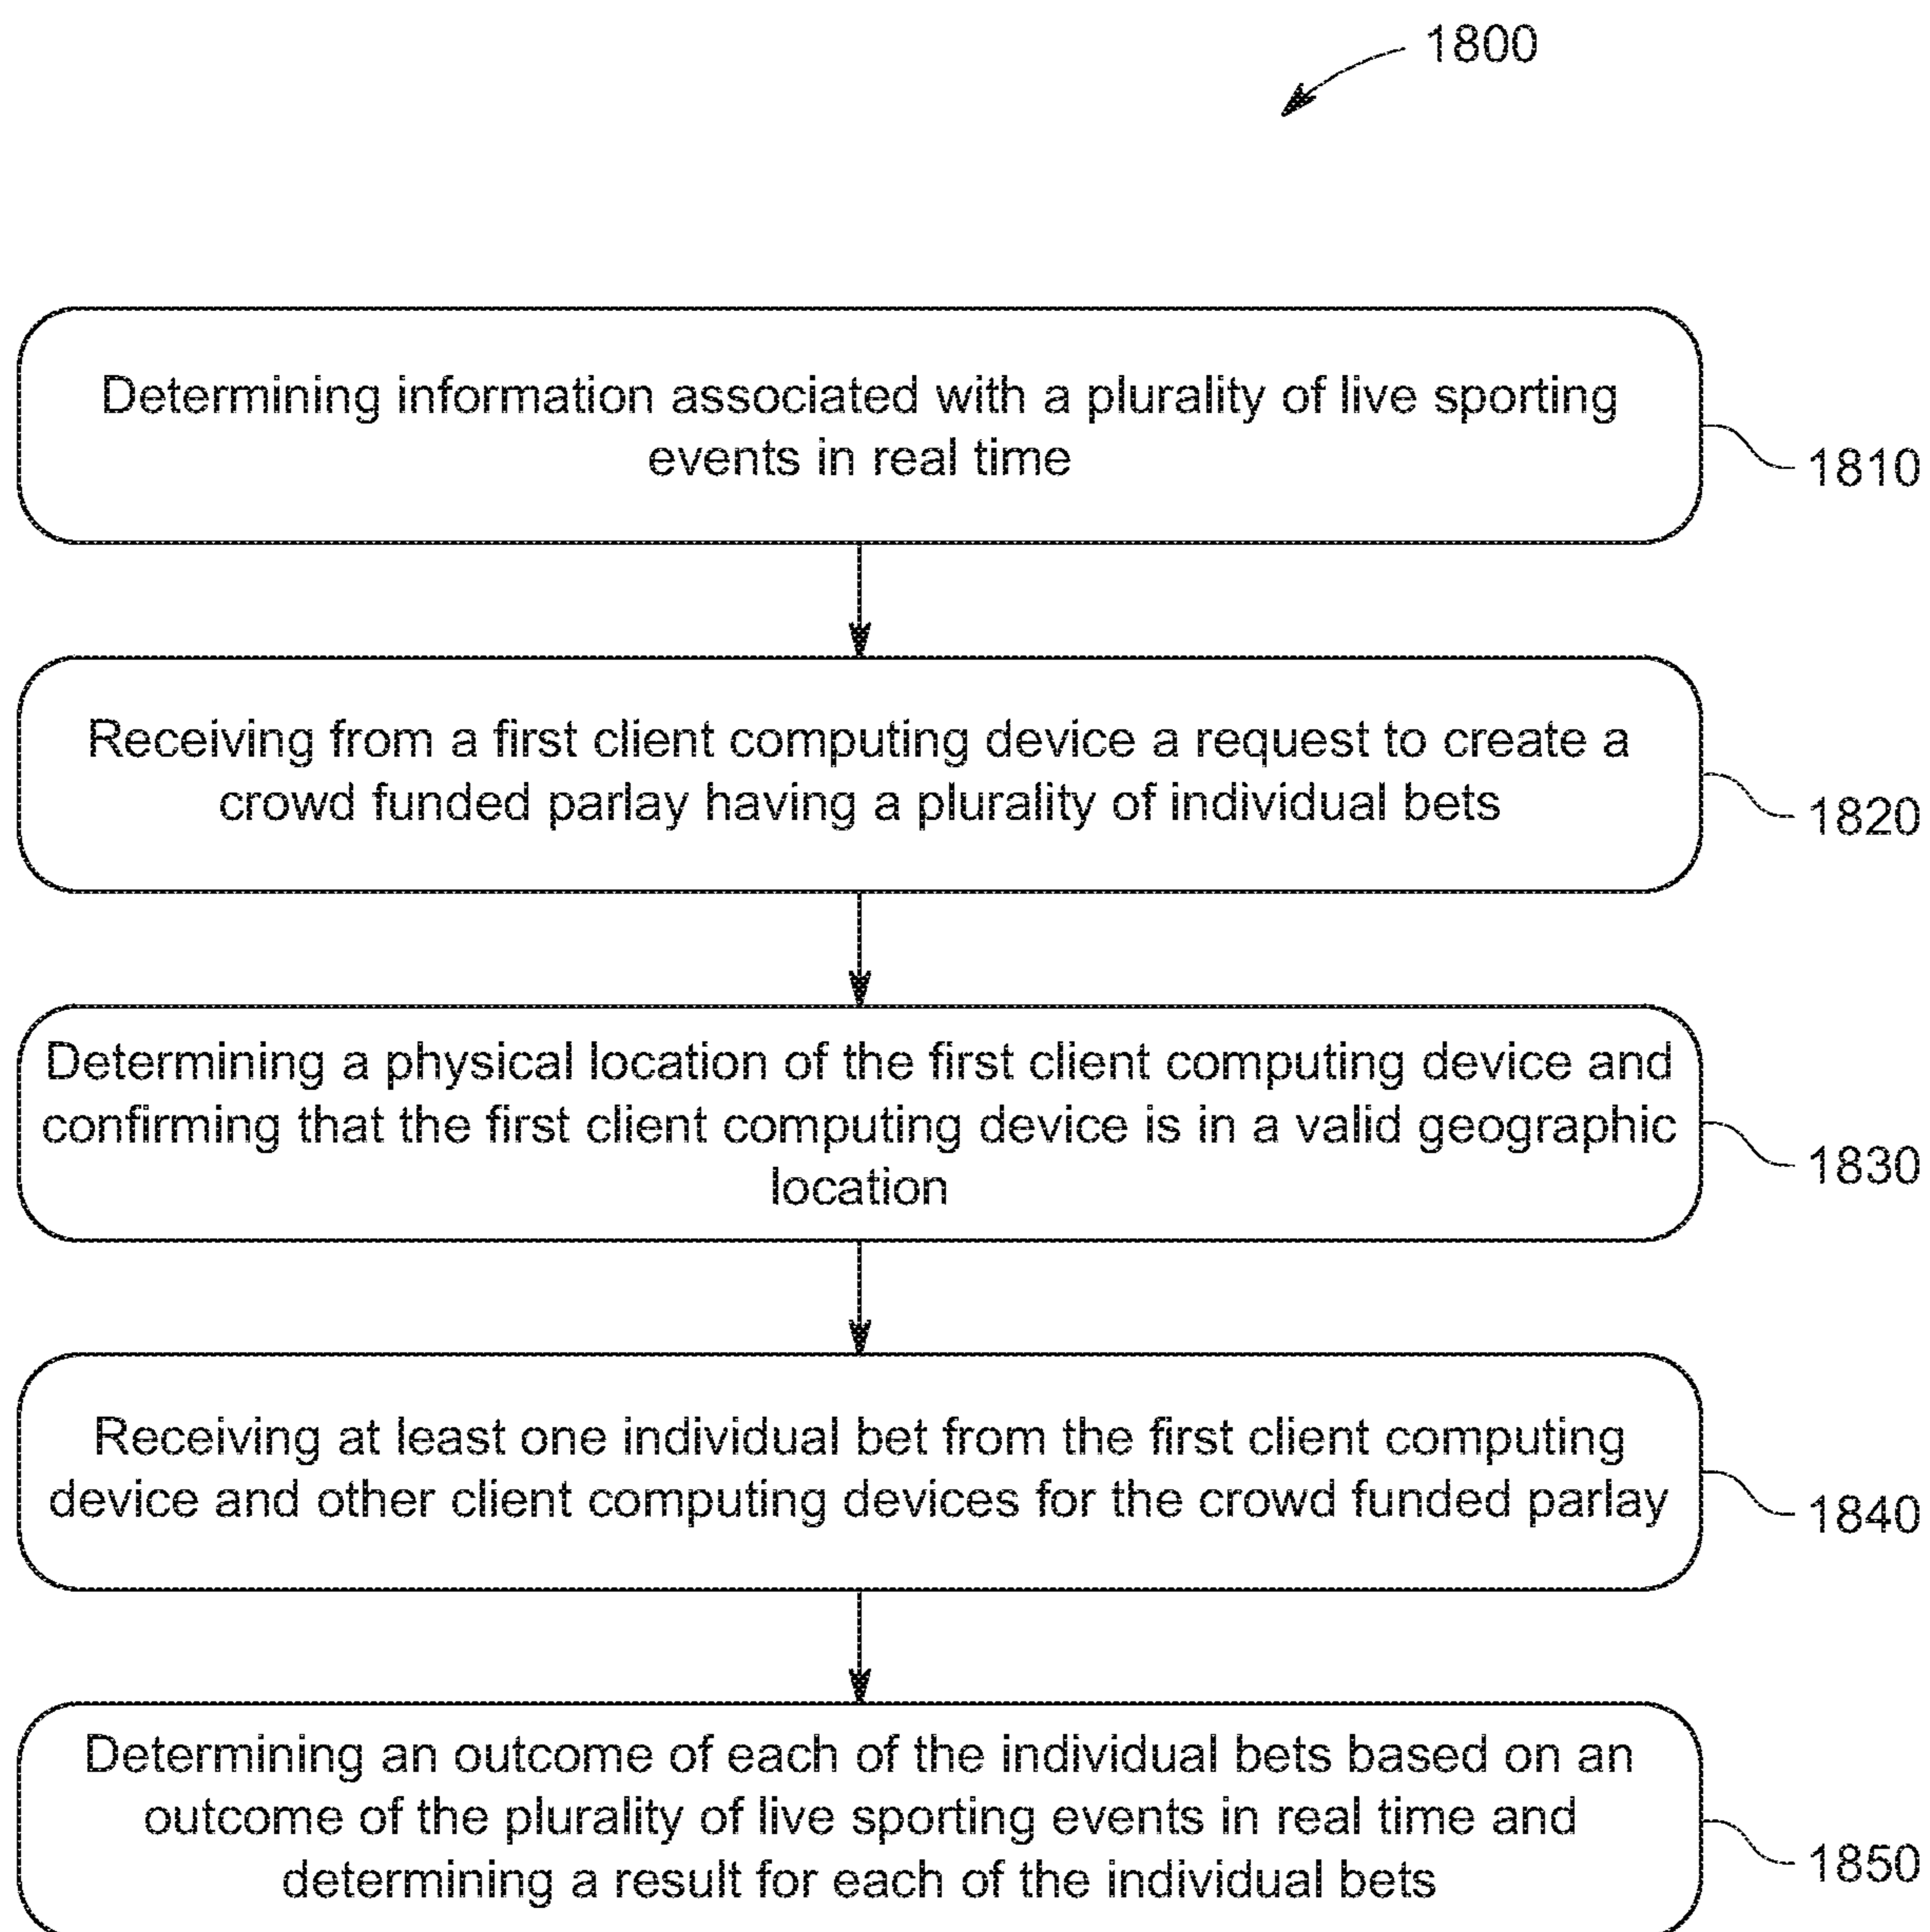 1800
Determining information associated with a plurality of live sporting
events in real time
1810
Receiving from a first client computing device a request to create a
crowd funded parlay having a plurality of individual bets
1820
Determining a physical location of the first client computing device and
confirming that the first client computing device is in a valid geographic
location
1830
Receiving at least one individual bet from the first client computing
device and other client computing devices for the crowd funded parlay
1840
Determining an outcome of each of the individual bets based on an
outcome of the plurality of live sporting events in real time and
determining a result for each of the individual bets
1850